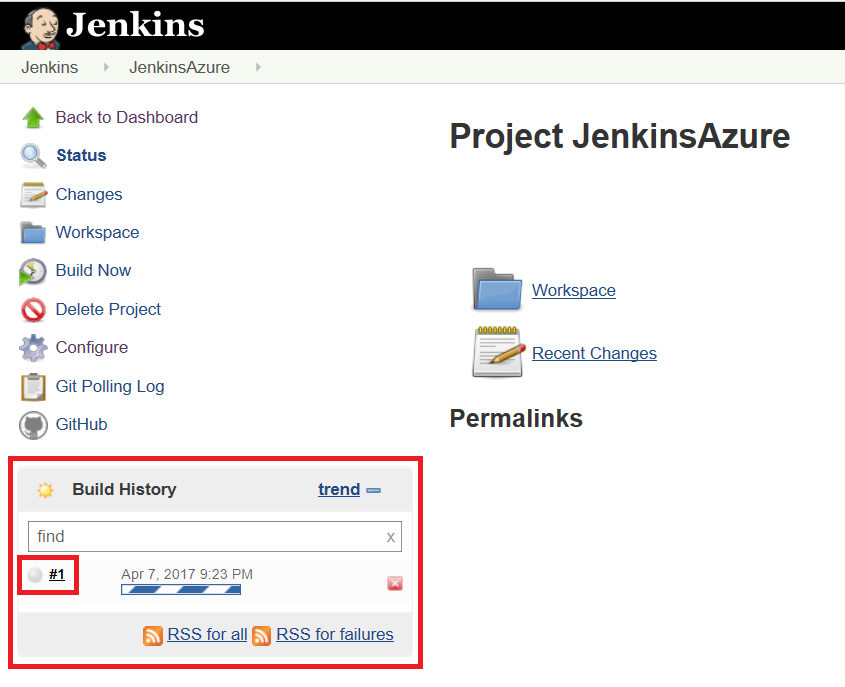 Jenkins
Jenkins JenkinsAzure
Back to Dashboard
Status
Changes
Workspace
Build Now
Delete Project
Configure
Git Polling Log
GitHub
Build History trend
find x
#1 Apr 7, 2017 9:23 PM
RSS for all RSS for failures
Project JenkinsAzure
Workspace
Recent Changes
Permalinks